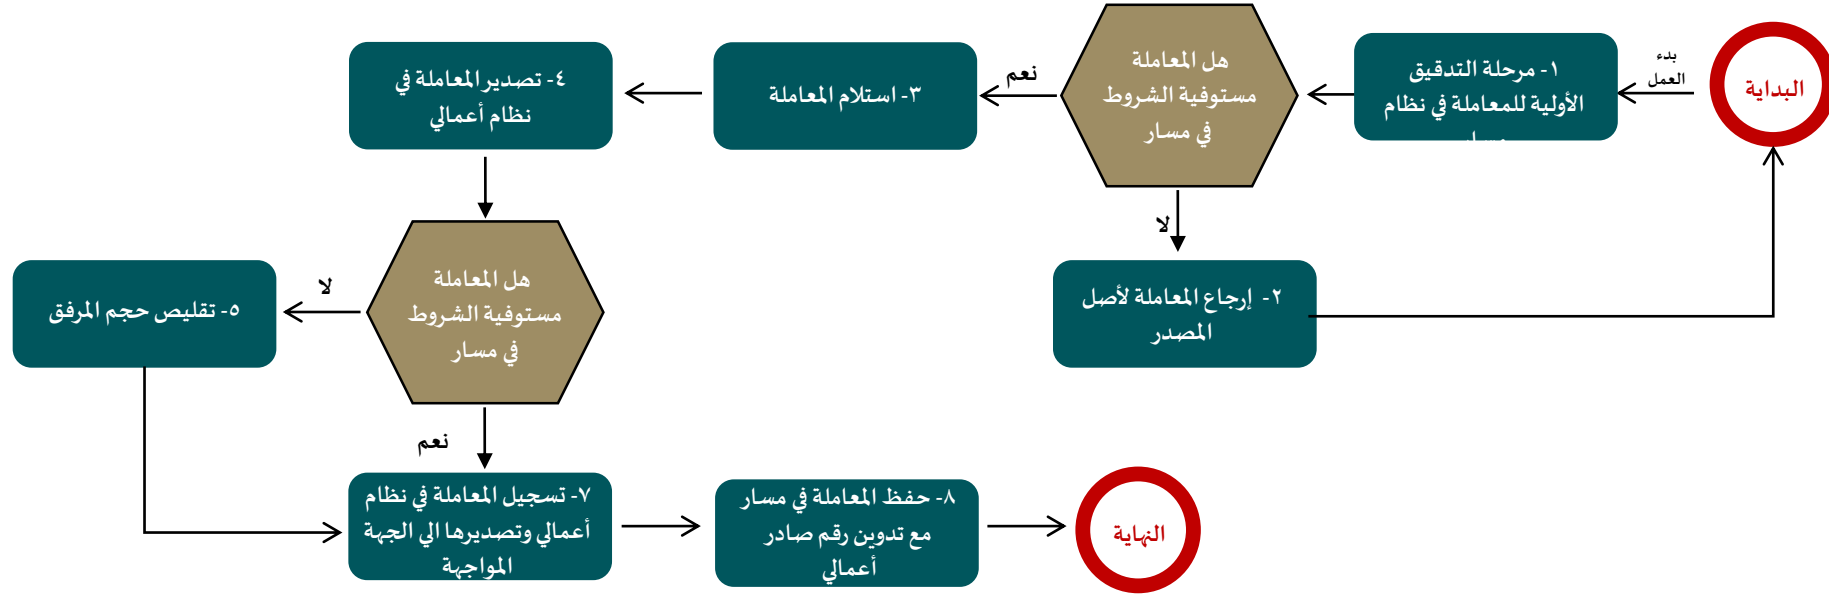 البداية
بدء
العمل
١- مرحلة التدقيق
الأولية للمعاملة في نظام
مسار
هل المعاملة
مستوفية الشروط
في مسار
نعم
لا
٢- إرجاع المعاملة لأصل
المصدر
٣- استلام المعاملة
٤- تصدير المعاملة في
نظام أعمالي
هل المعاملة
مستوفية الشروط
في مسار
لا
٥- تقليص حجم المرفق
نعم
٧- تسجيل المعاملة في نظام
أعمالي وتصديرها الي الجهة
المواجهة
٨- حفظ المعاملة في مسار
مع تدوين رقم صادر
أعمالي
النهاية